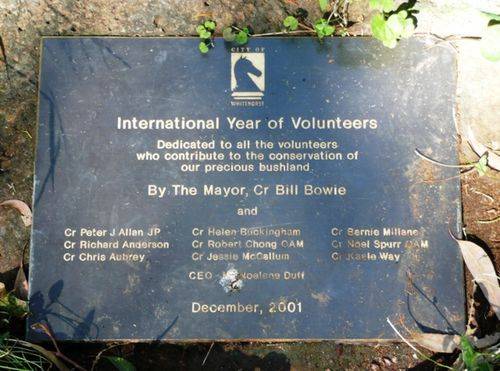 CITY OF
WHITEHORSE
International Year of Volunteers
Dedicated to all the volunteers
who contribute to the conservation of
our precious bushland
By The Mayor, Cr Bill Bowie
and
Cr Peter J Allan JP Cr Helen Buckingham Cr Bernie Millane
Cr Richard Anderson Cr Robert Chong OAM Cr Noel Spurr OAM
Cr Chris Aubrey Cr Jessie McCallum Cr Kaele Way
CEO - Noelene Duff
December, 2001